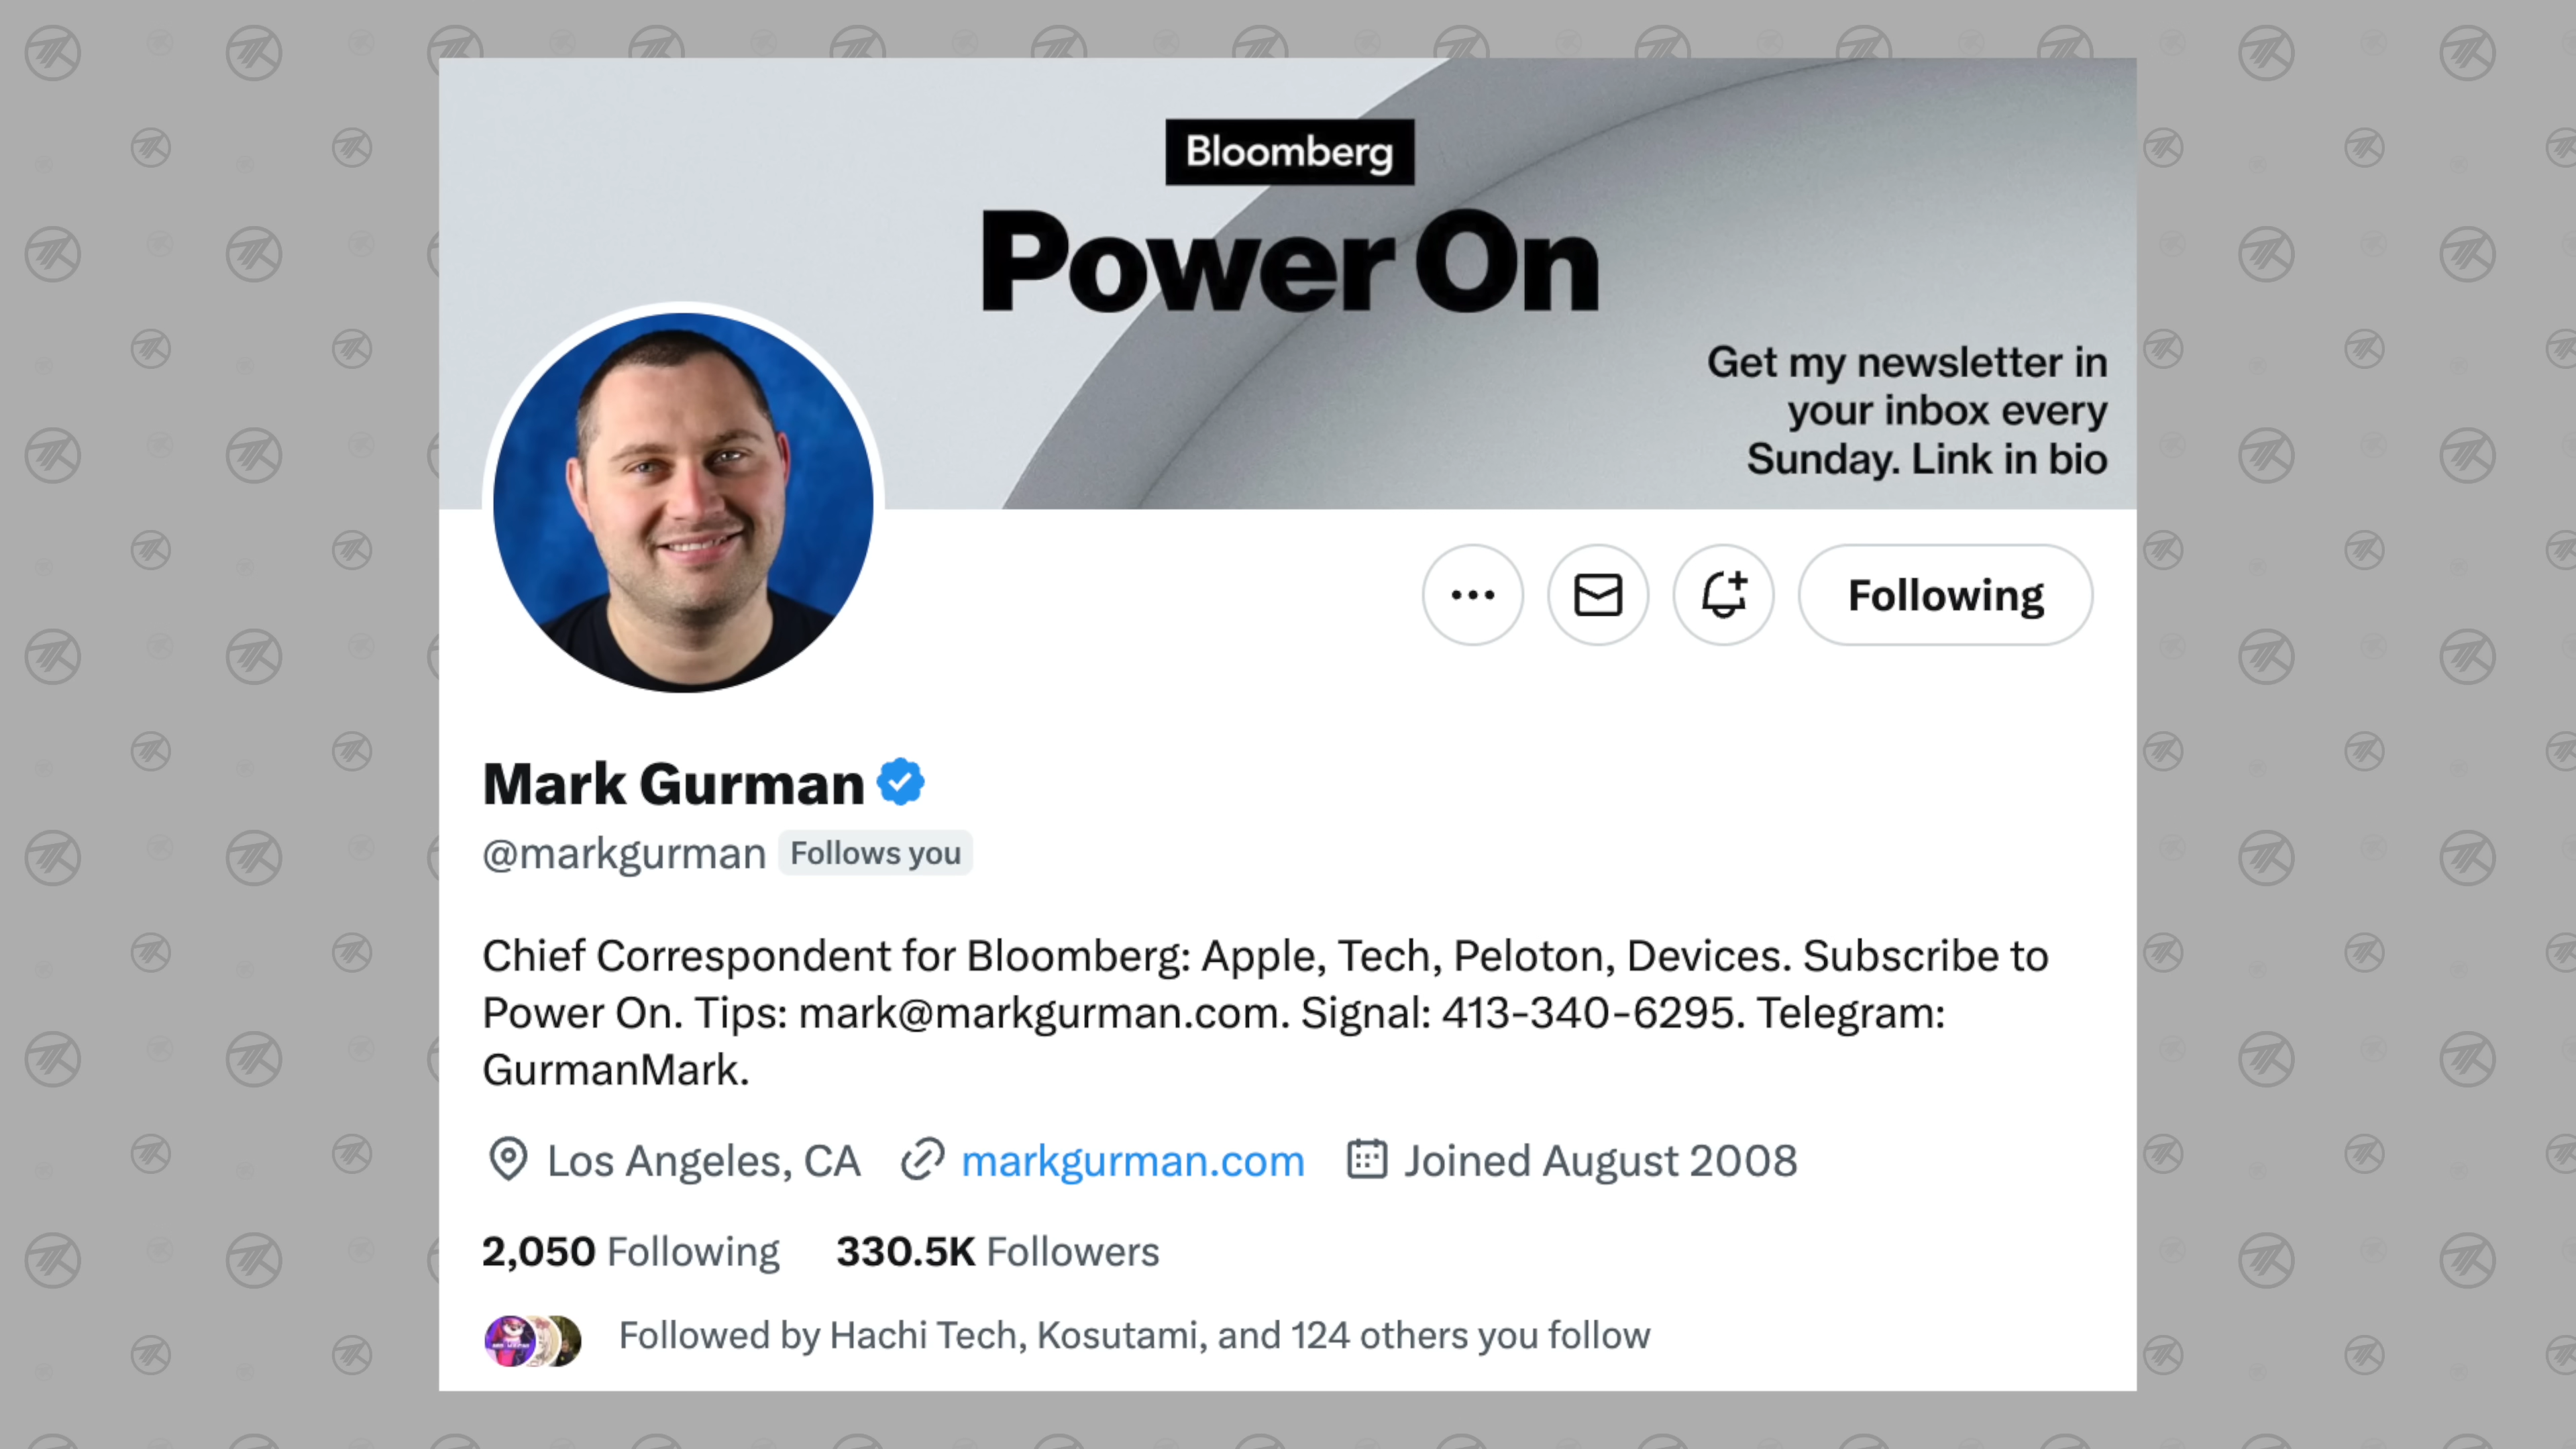 Bloomberg
Power On
Get my newsletter in
your inbox every
Sunday. Link in bio
Following
Mark Gurman
@markgurman Follows you
Chief Correspondent for Bloomberg: Apple, Tech, Peloton, Devices. Subscribe to
Power On. Tips: mark@markgurman.com. Signal: 413-340-6295. Telegram:
GurmanMark.
Los Angeles, CA markgurman.com Joined August 2008
2,050 Following 330.5K Followers
Followed by Hachi Tech, Kosutami, and 124 others you follow